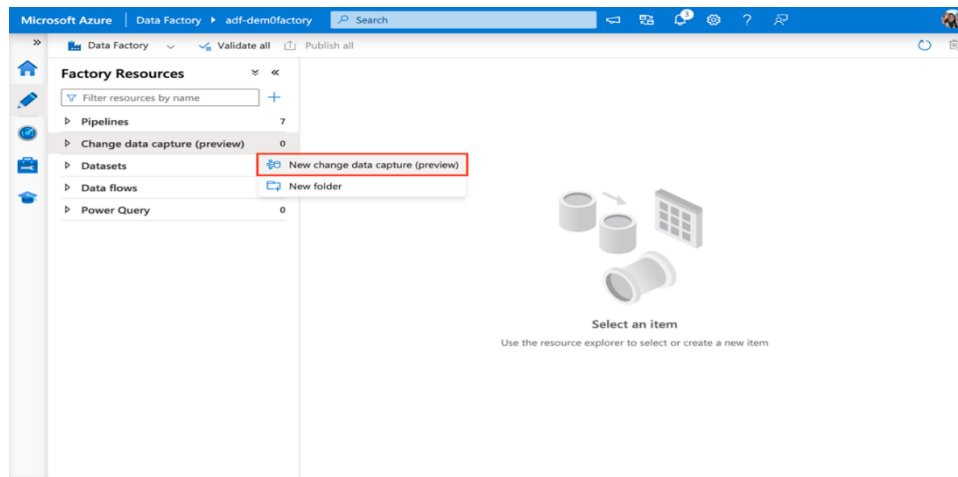 Microsoft Azure | Data Factory ▸ adf-dem0factory Search 3
» Data Factory Validate all Publish all
Factory Resources
Filter resources by name
Pipelines 7
Change data capture (preview) 0
Datasets New change data capture (preview)
Data flows New folder
Power Query 0
Select an item
Use the resource explorer to select or create a new item